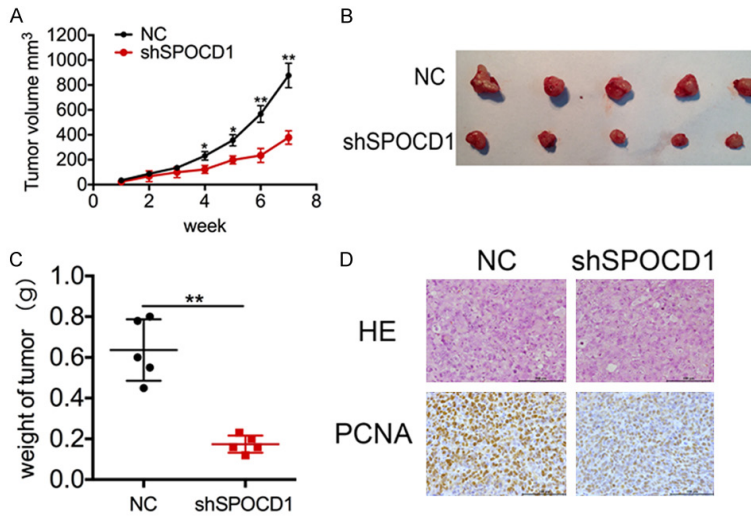 A
NC
shSPOCD1
Tumor volume mm³
1200
1000
800
600
400
200
0
* * ** **
0 2 4 6 8
week
B
NC
shSPOCD1
C
weight of tumor (g)
1.0
0.8
0.6
0.4
0.2
0.0
**
NC shSPOCD1
D
NC shSPOCD1
HE
PCNA